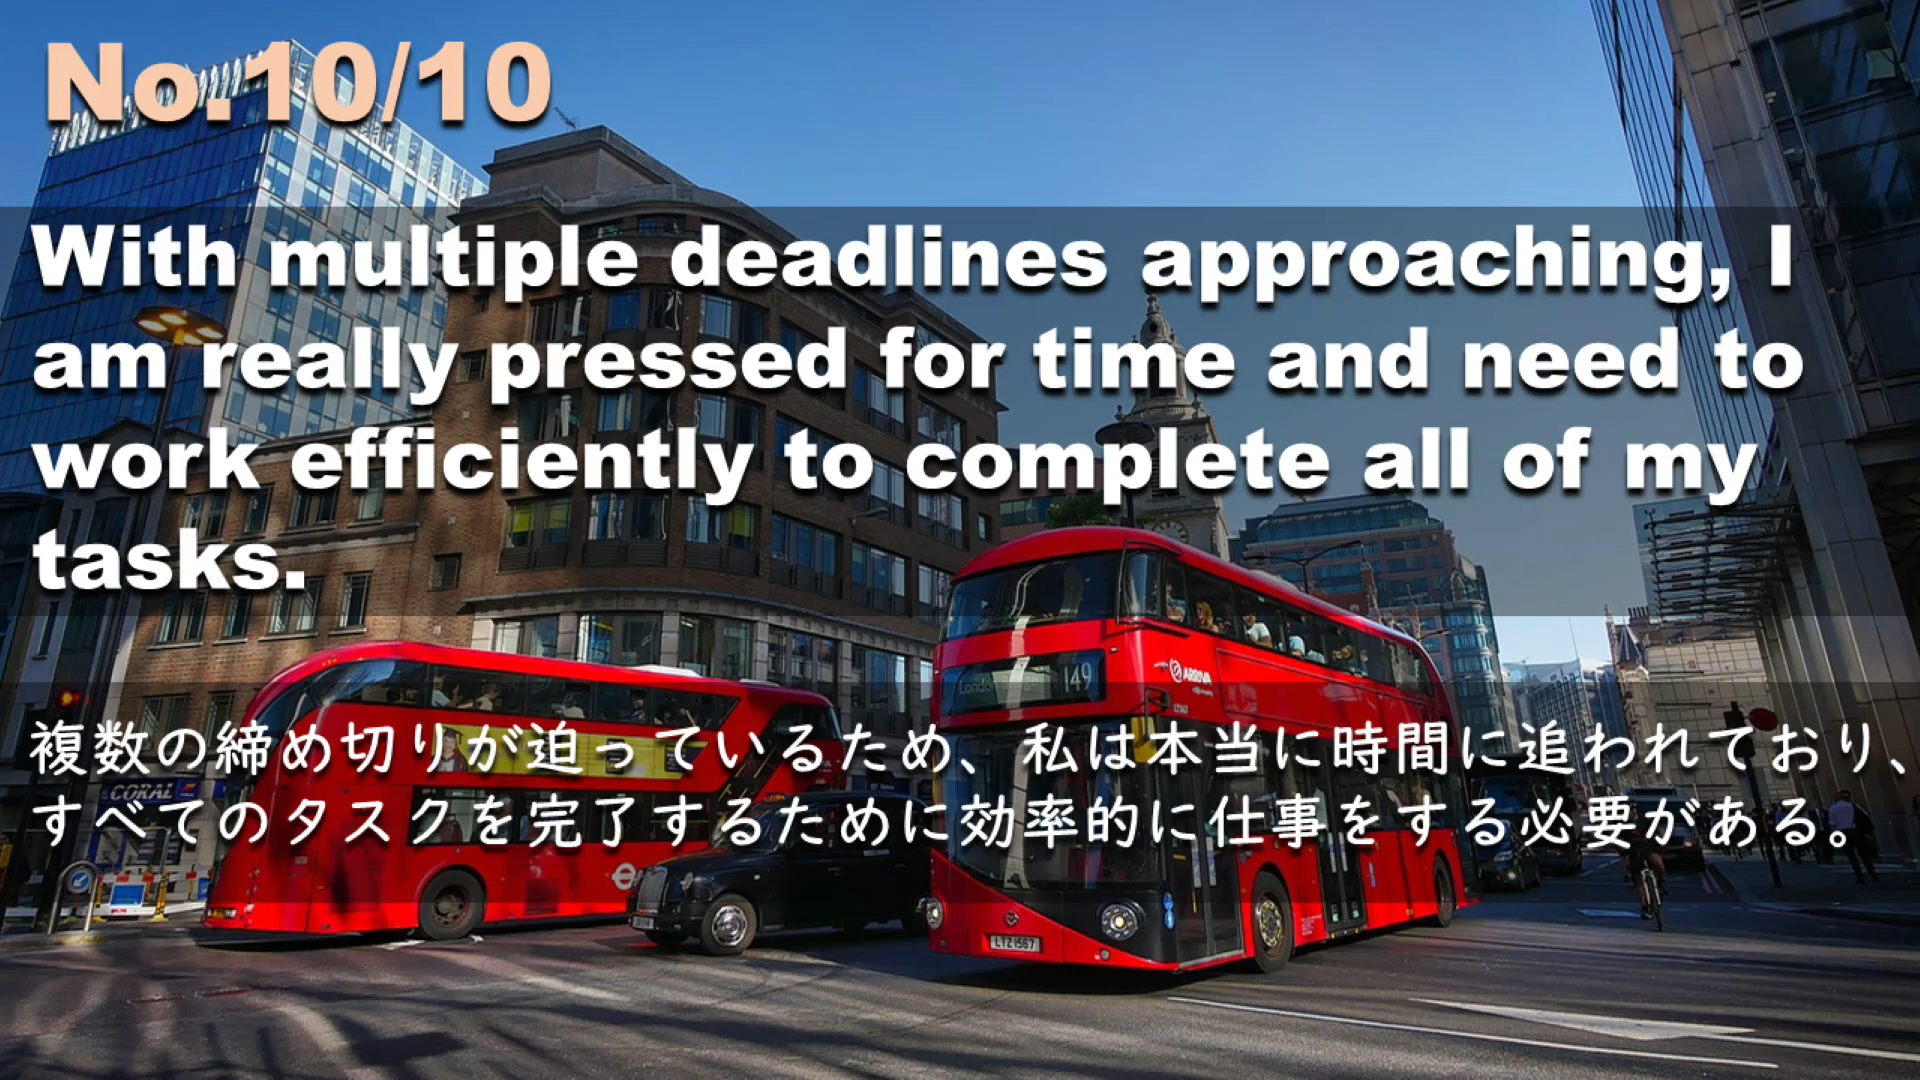 No.10/10
With multiple deadlines approaching, I
am really pressed for time and need to
work efficiently to complete all of my
tasks.
149
ARRIVA
複数の締め切りが迫っているため、私は本当に時間に追われており、
すべてのタスクを完了するために効率的に仕事をする必要がある。
CORAL
LTZ 1567